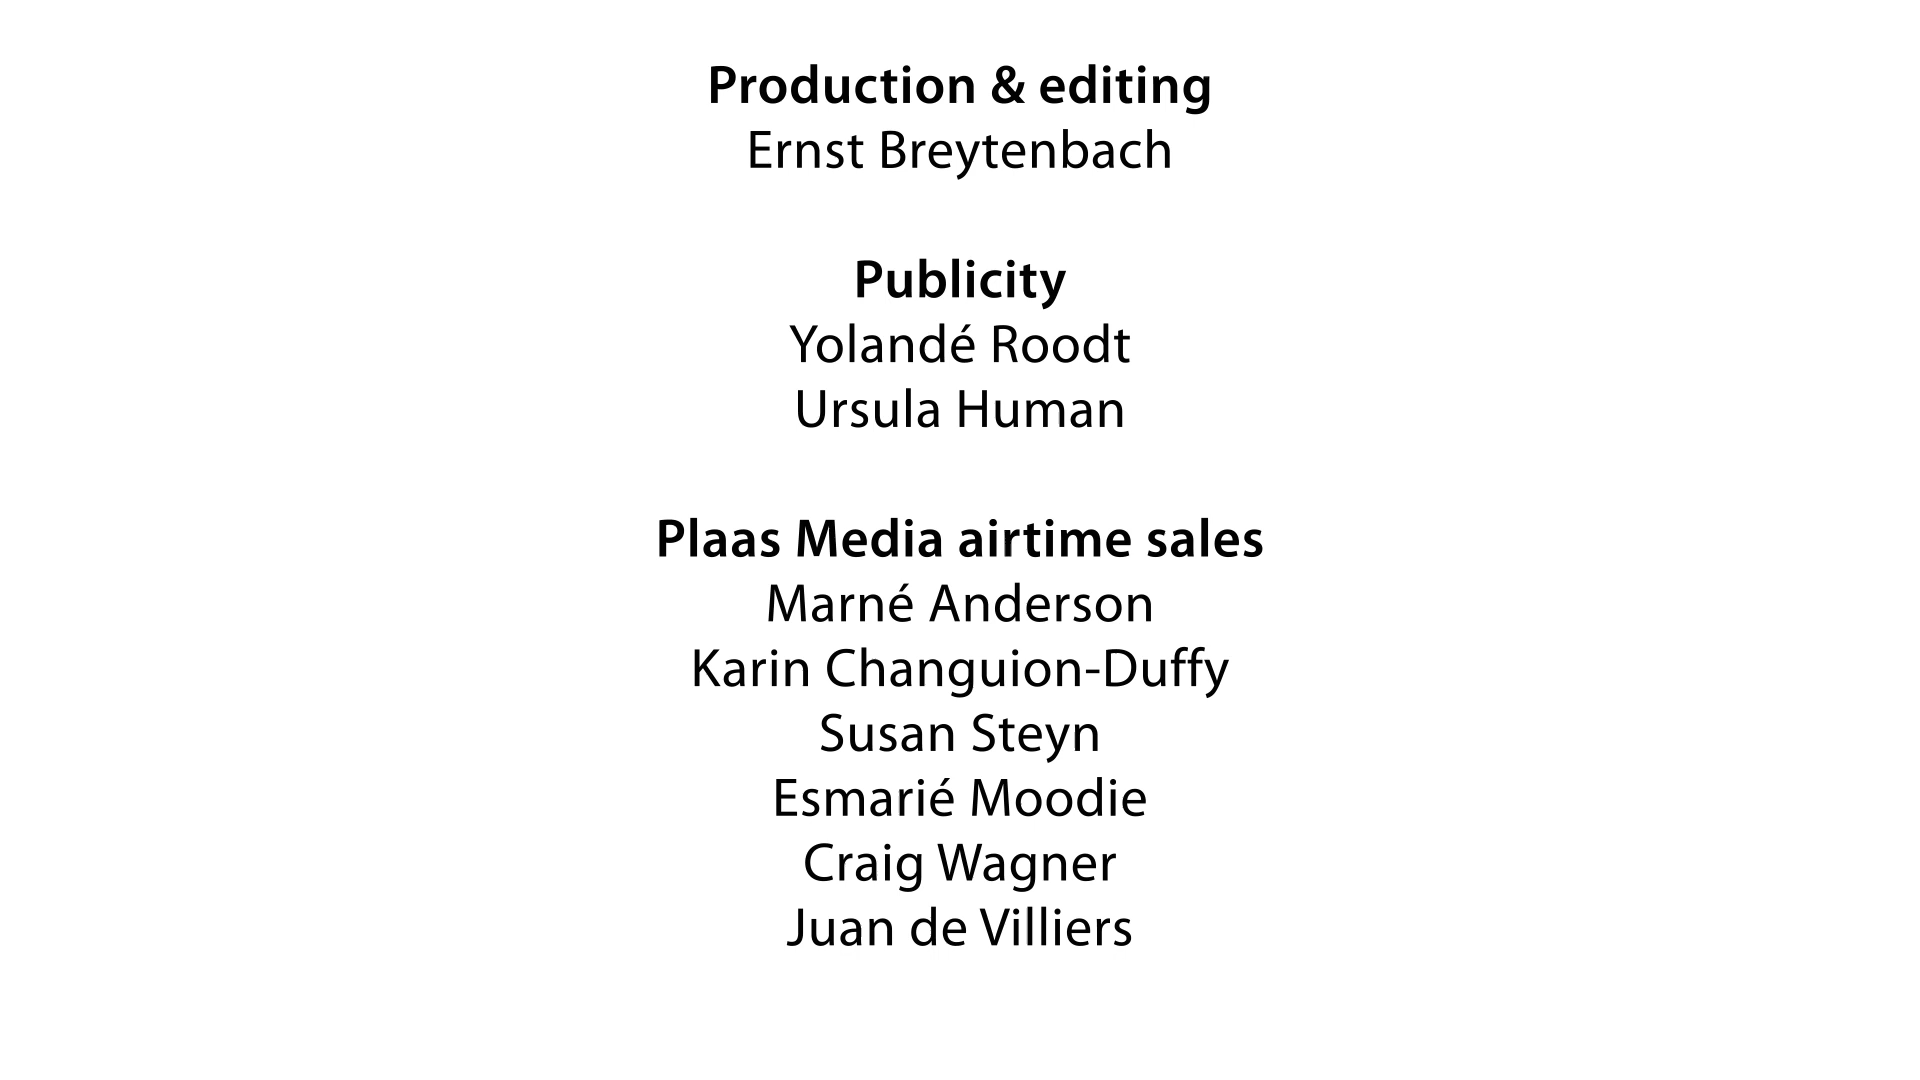 Production & editing
Ernst Breytenbach
Publicity
Yolandé Roodt
Ursula Human
Plaas Media airtime sales
Marné Anderson
Karin Changuion-Duffy
Susan Steyn
Esmarié Moodie
Craig Wagner
Juan de Villiers